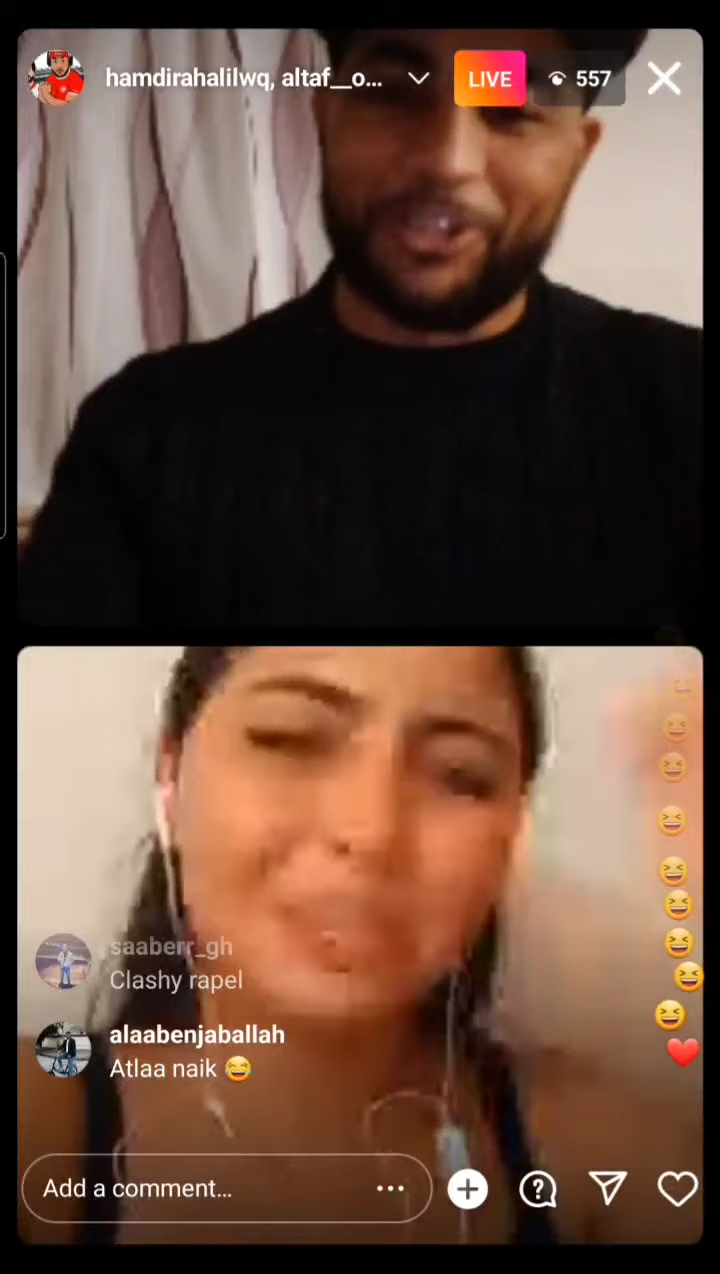 hamdirahalilwq, altaf__o...
LIVE
557
saaberr_gh
Clashy rapel
alaabenjaballah
Atlaa naik 😂
Add a comment...